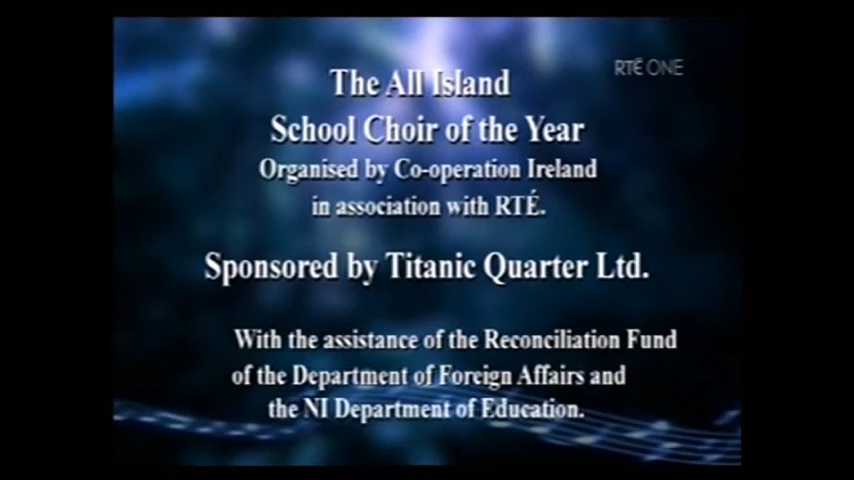 The All Island
RTÉ ONE
School Choir of the Year
Organised by Co-operation Ireland
in association with RTÉ.
Sponsored by Titanic Quarter Ltd.
With the assistance of the Reconciliation Fund
of the Department of Foreign Affairs and
the NI Department of Education.